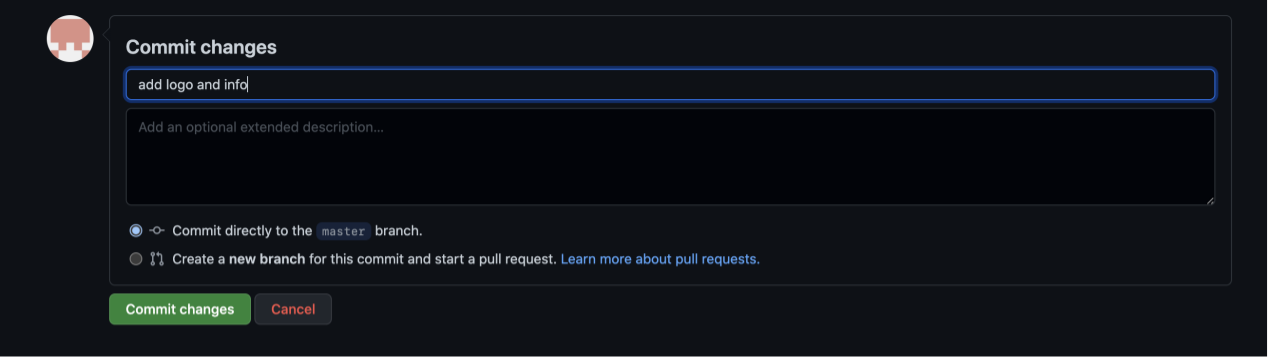 Commit changes
add logo and info
Add an optional extended description...
Commit directly to the master branch.
Create a new branch for this commit and start a pull request. Learn more about pull requests.
Commit changes Cancel